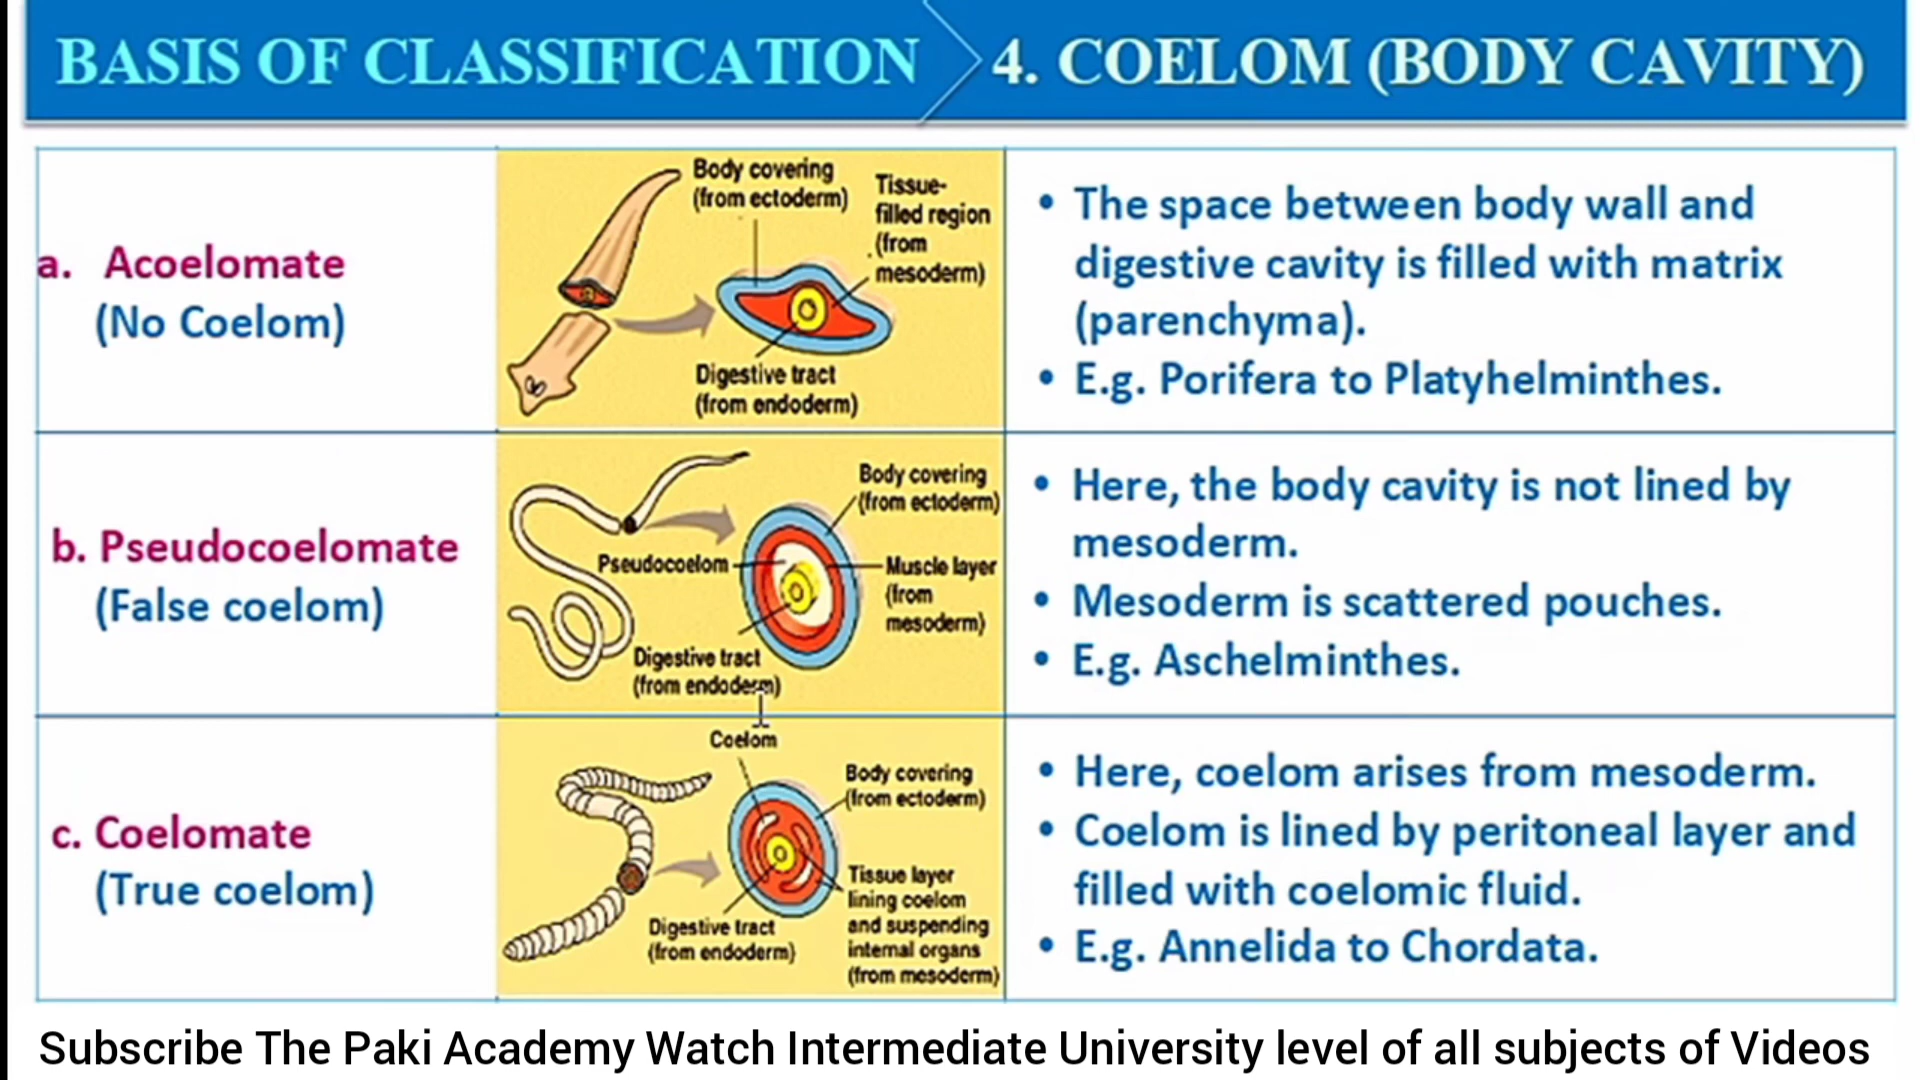 BASIS OF CLASSIFICATION
4. COELOM (BODY CAVITY)
a. Acoelomate
(No Coelom)
Body covering
(from ectoderm)
Tissue-
filled region
(from
mesoderm)
Digestive tract
(from endoderm)
• The space between body wall and
digestive cavity is filled with matrix
(parenchyma).
• E.g. Porifera to Platyhelminthes.
b. Pseudocoelomate
(False coelom)
Body covering
(from ectoderm)
Pseudocoelom
Muscle layer
(from
mesoderm)
Digestive tract
(from endoderm)
• Here, the body cavity is not lined by
mesoderm.
• Mesoderm is scattered pouches.
• E.g. Aschelminthes.
c. Coelomate
(True coelom)
Coelom
Body covering
(from ectoderm)
Digestive tract
(from endoderm)
Tissue layer
lining coelom
and suspending
internal organs
(from mesoderm)
• Here, coelom arises from mesoderm.
• Coelom is lined by peritoneal layer and
filled with coelomic fluid.
• E.g. Annelida to Chordata.
Subscribe The Paki Academy Watch Intermediate University level of all subjects of Videos